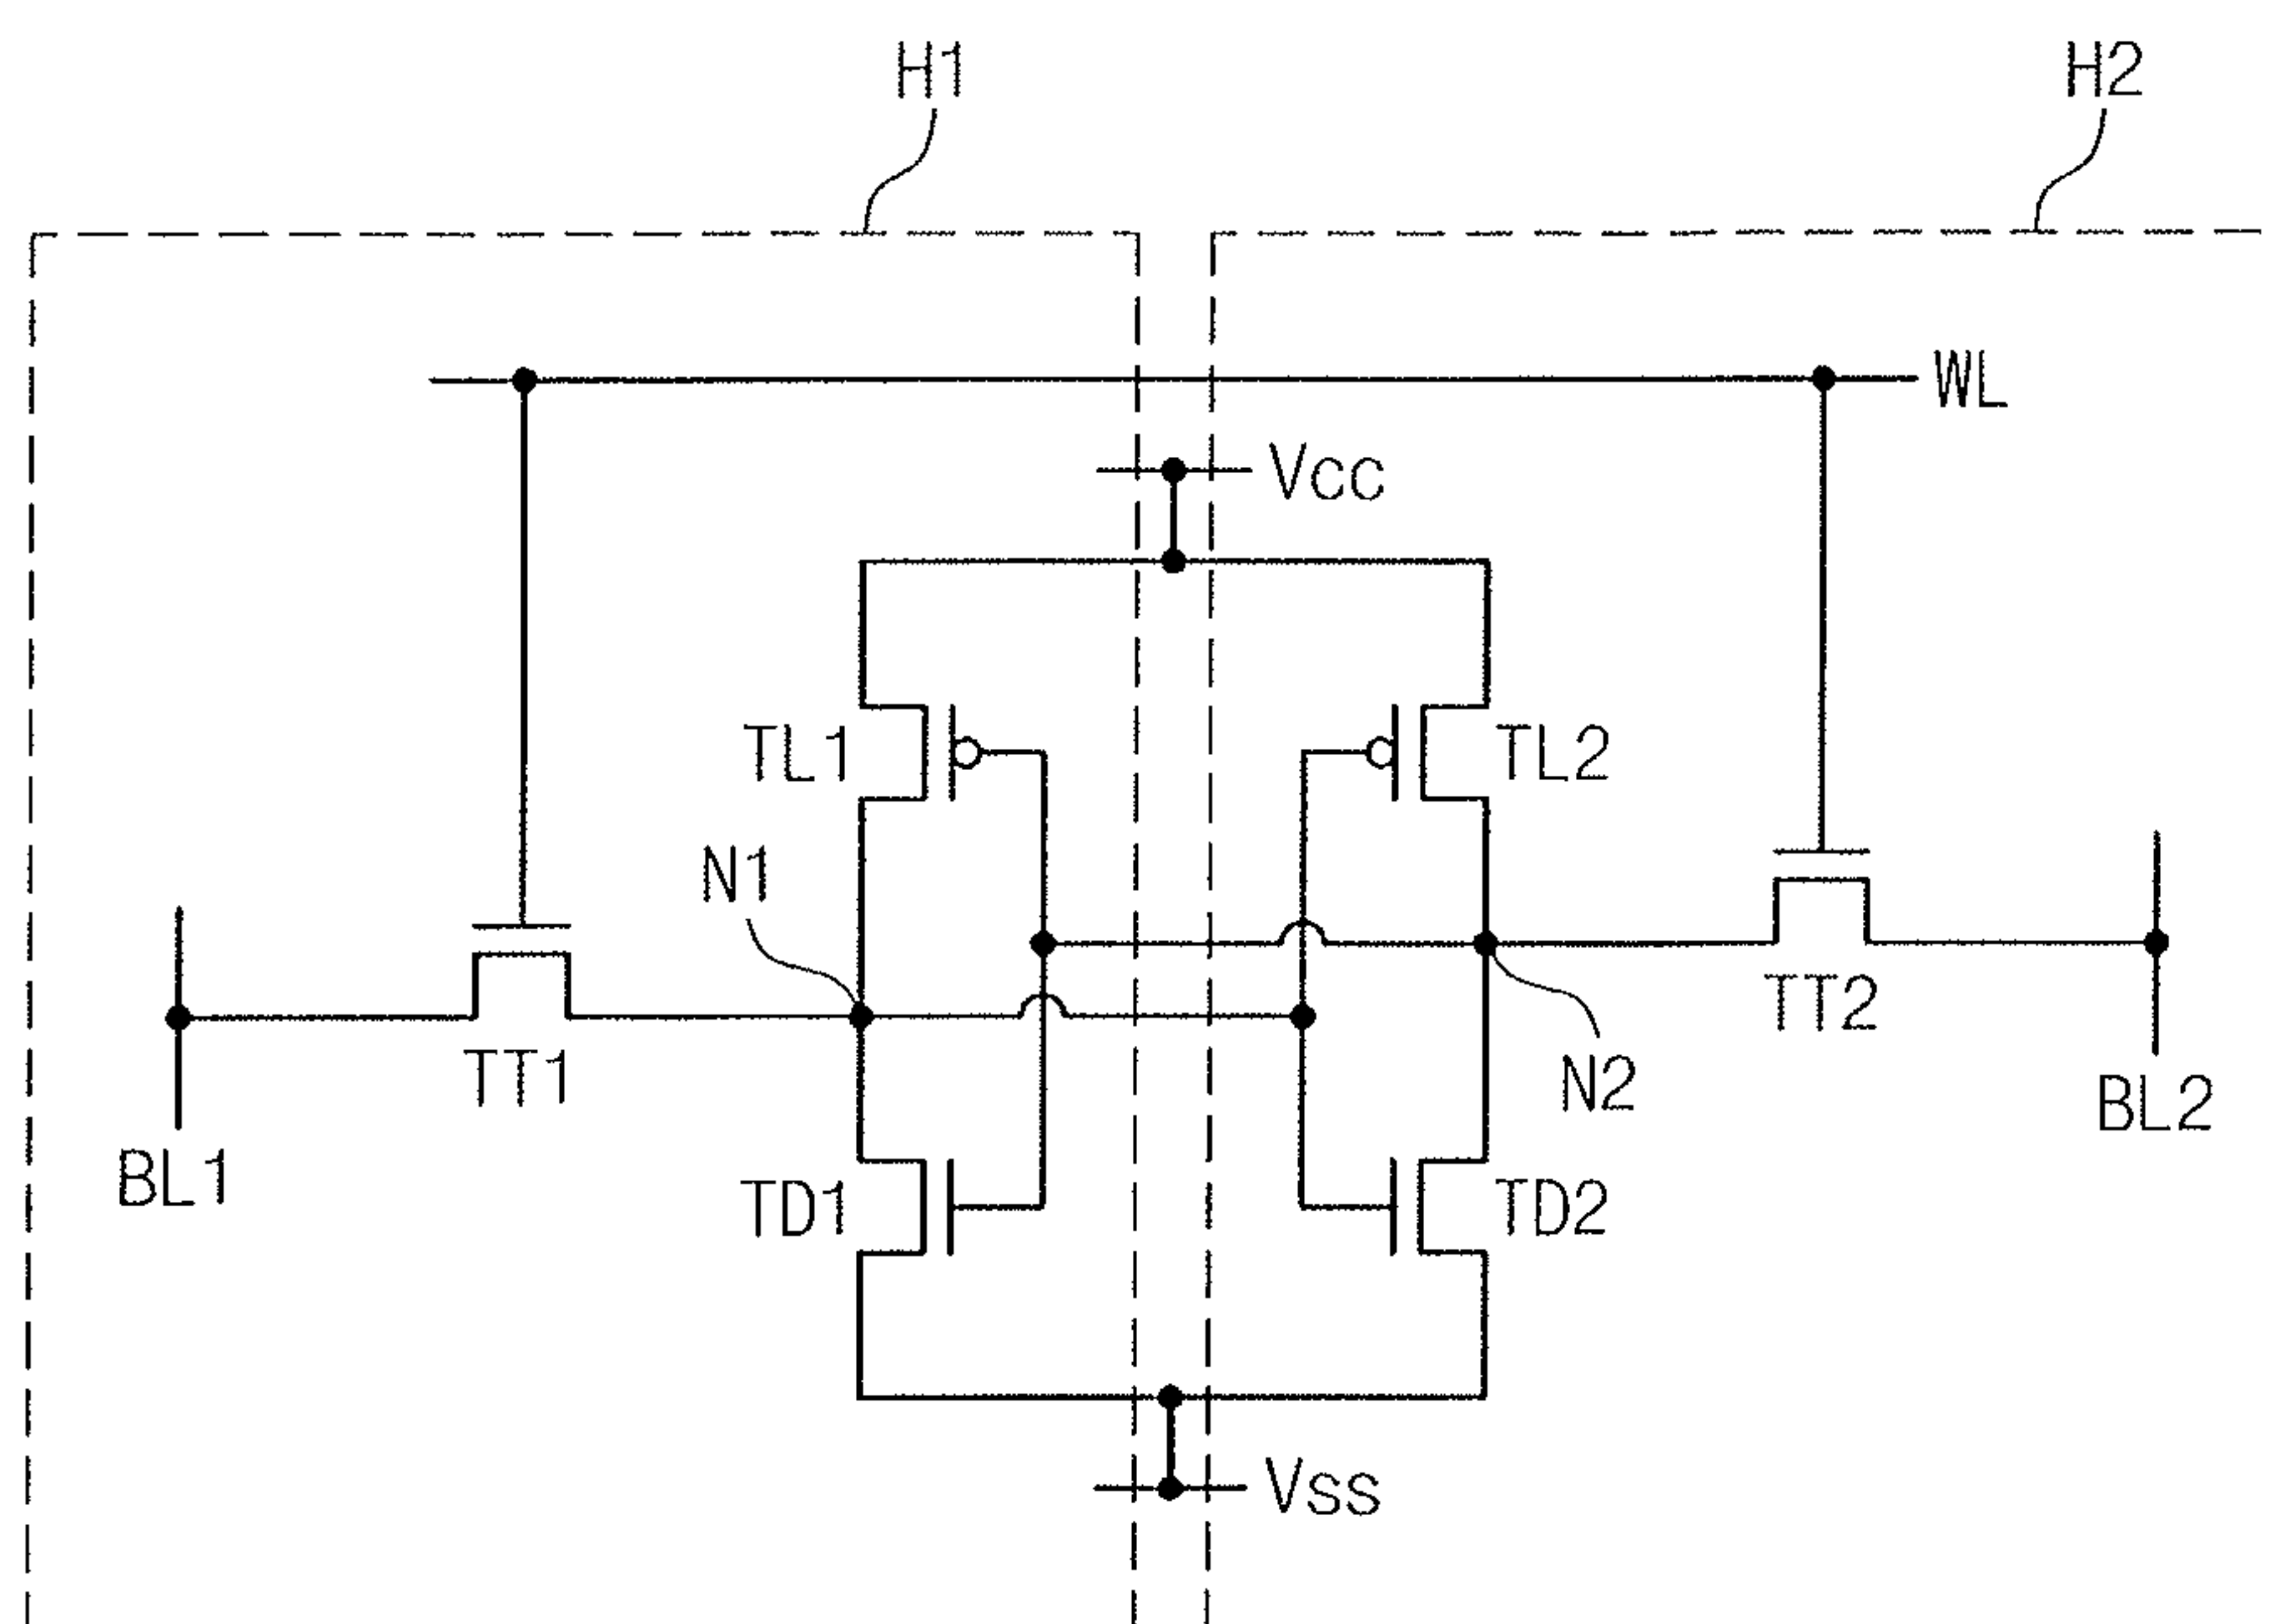 H1
H2
WL
VCC
TL1
TL2
N1
TT1
TT2
N2
BL1
BL2
TD1
TD2
VSS